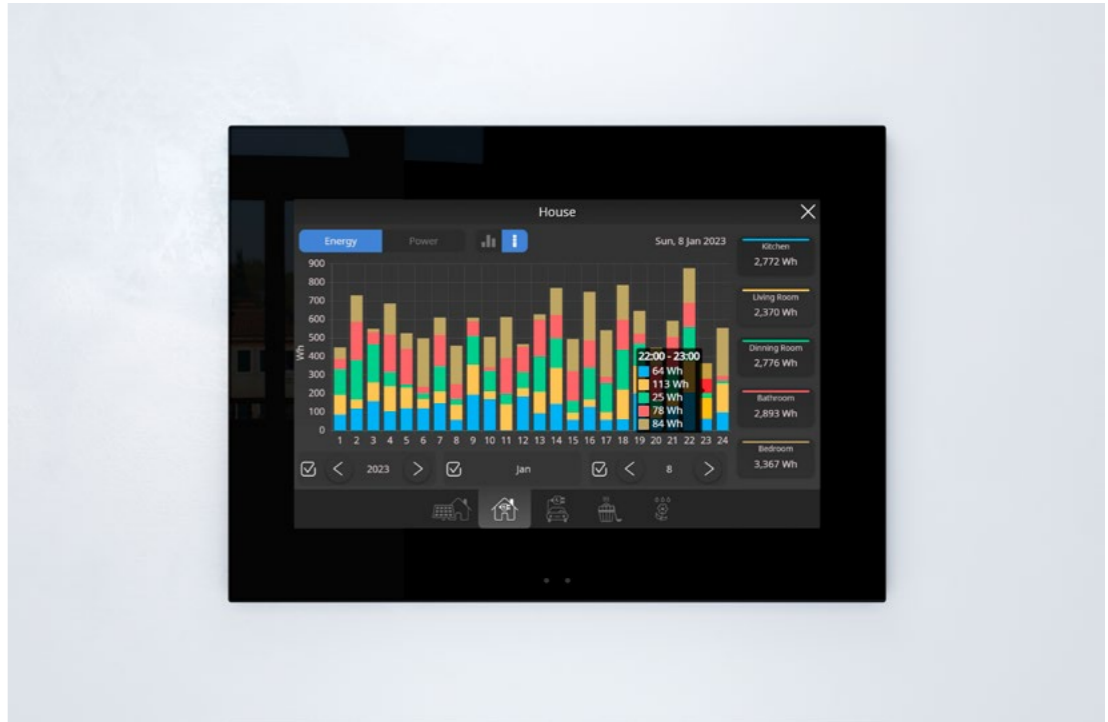 House
Energy
Power
Sun, 8 Jan 2023
Wh
900
800
700
600
500
400
300
200
100
0
1 2 3 4 5 6 7 8 9 10 11 12 13 14 15 16 17 18 19 20 21 22 23 24
22:00 - 23:00
64 Wh
113 Wh
25 Wh
78 Wh
84 Wh
2023
Jan
8
Kitchen
2,772 Wh
Living Room
2,370 Wh
Dinning Room
2,776 Wh
Bathroom
2,893 Wh
Bedroom
3,367 Wh